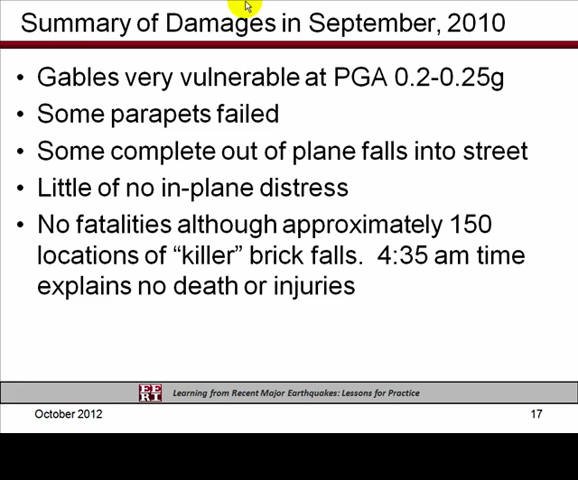 Summary of Damages in September, 2010
• Gables very vulnerable at PGA 0.2-0.25g
• Some parapets failed
• Some complete out of plane falls into street
• Little of no in-plane distress
• No fatalities although approximately 150
locations of “killer” brick falls.  4:35 am time
explains no death or injuries
EE
RI
Learning from Recent Major Earthquakes: Lessons for Practice
October 2012
17